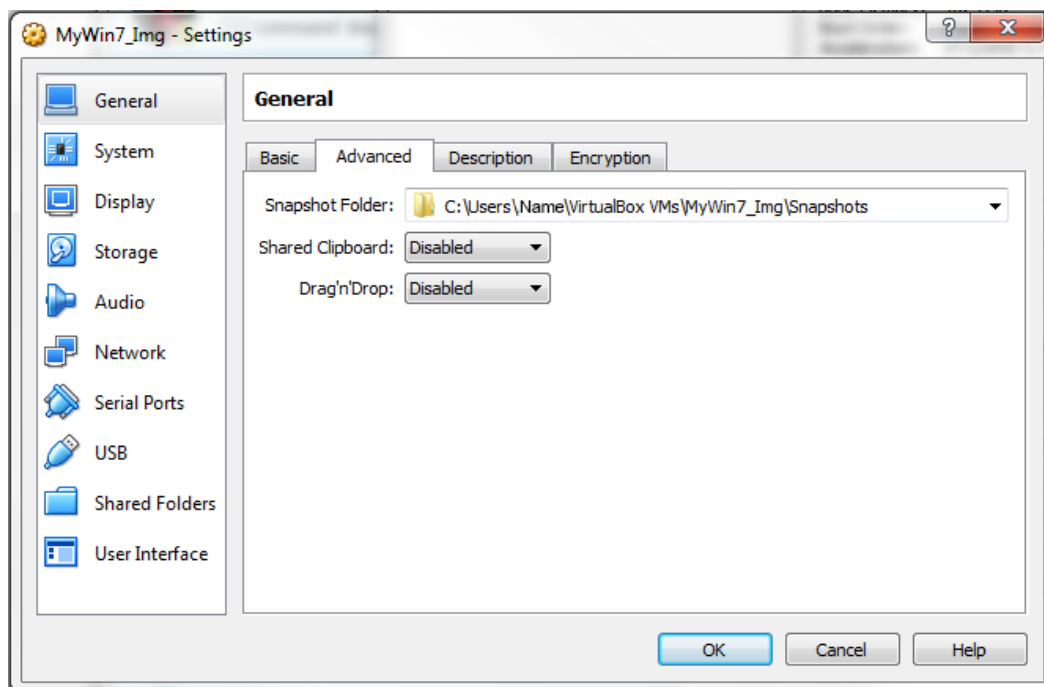 MyWin7_Img - Settings
General
System
Display
Storage
Audio
Network
Serial Ports
USB
Shared Folders
User Interface
General
Basic Advanced Description Encryption
Snapshot Folder: C:\Users\Name\VirtualBox VMs\MyWin7_Img\Snapshots
Shared Clipboard: Disabled
Drag'n'Drop: Disabled
OK Cancel Help